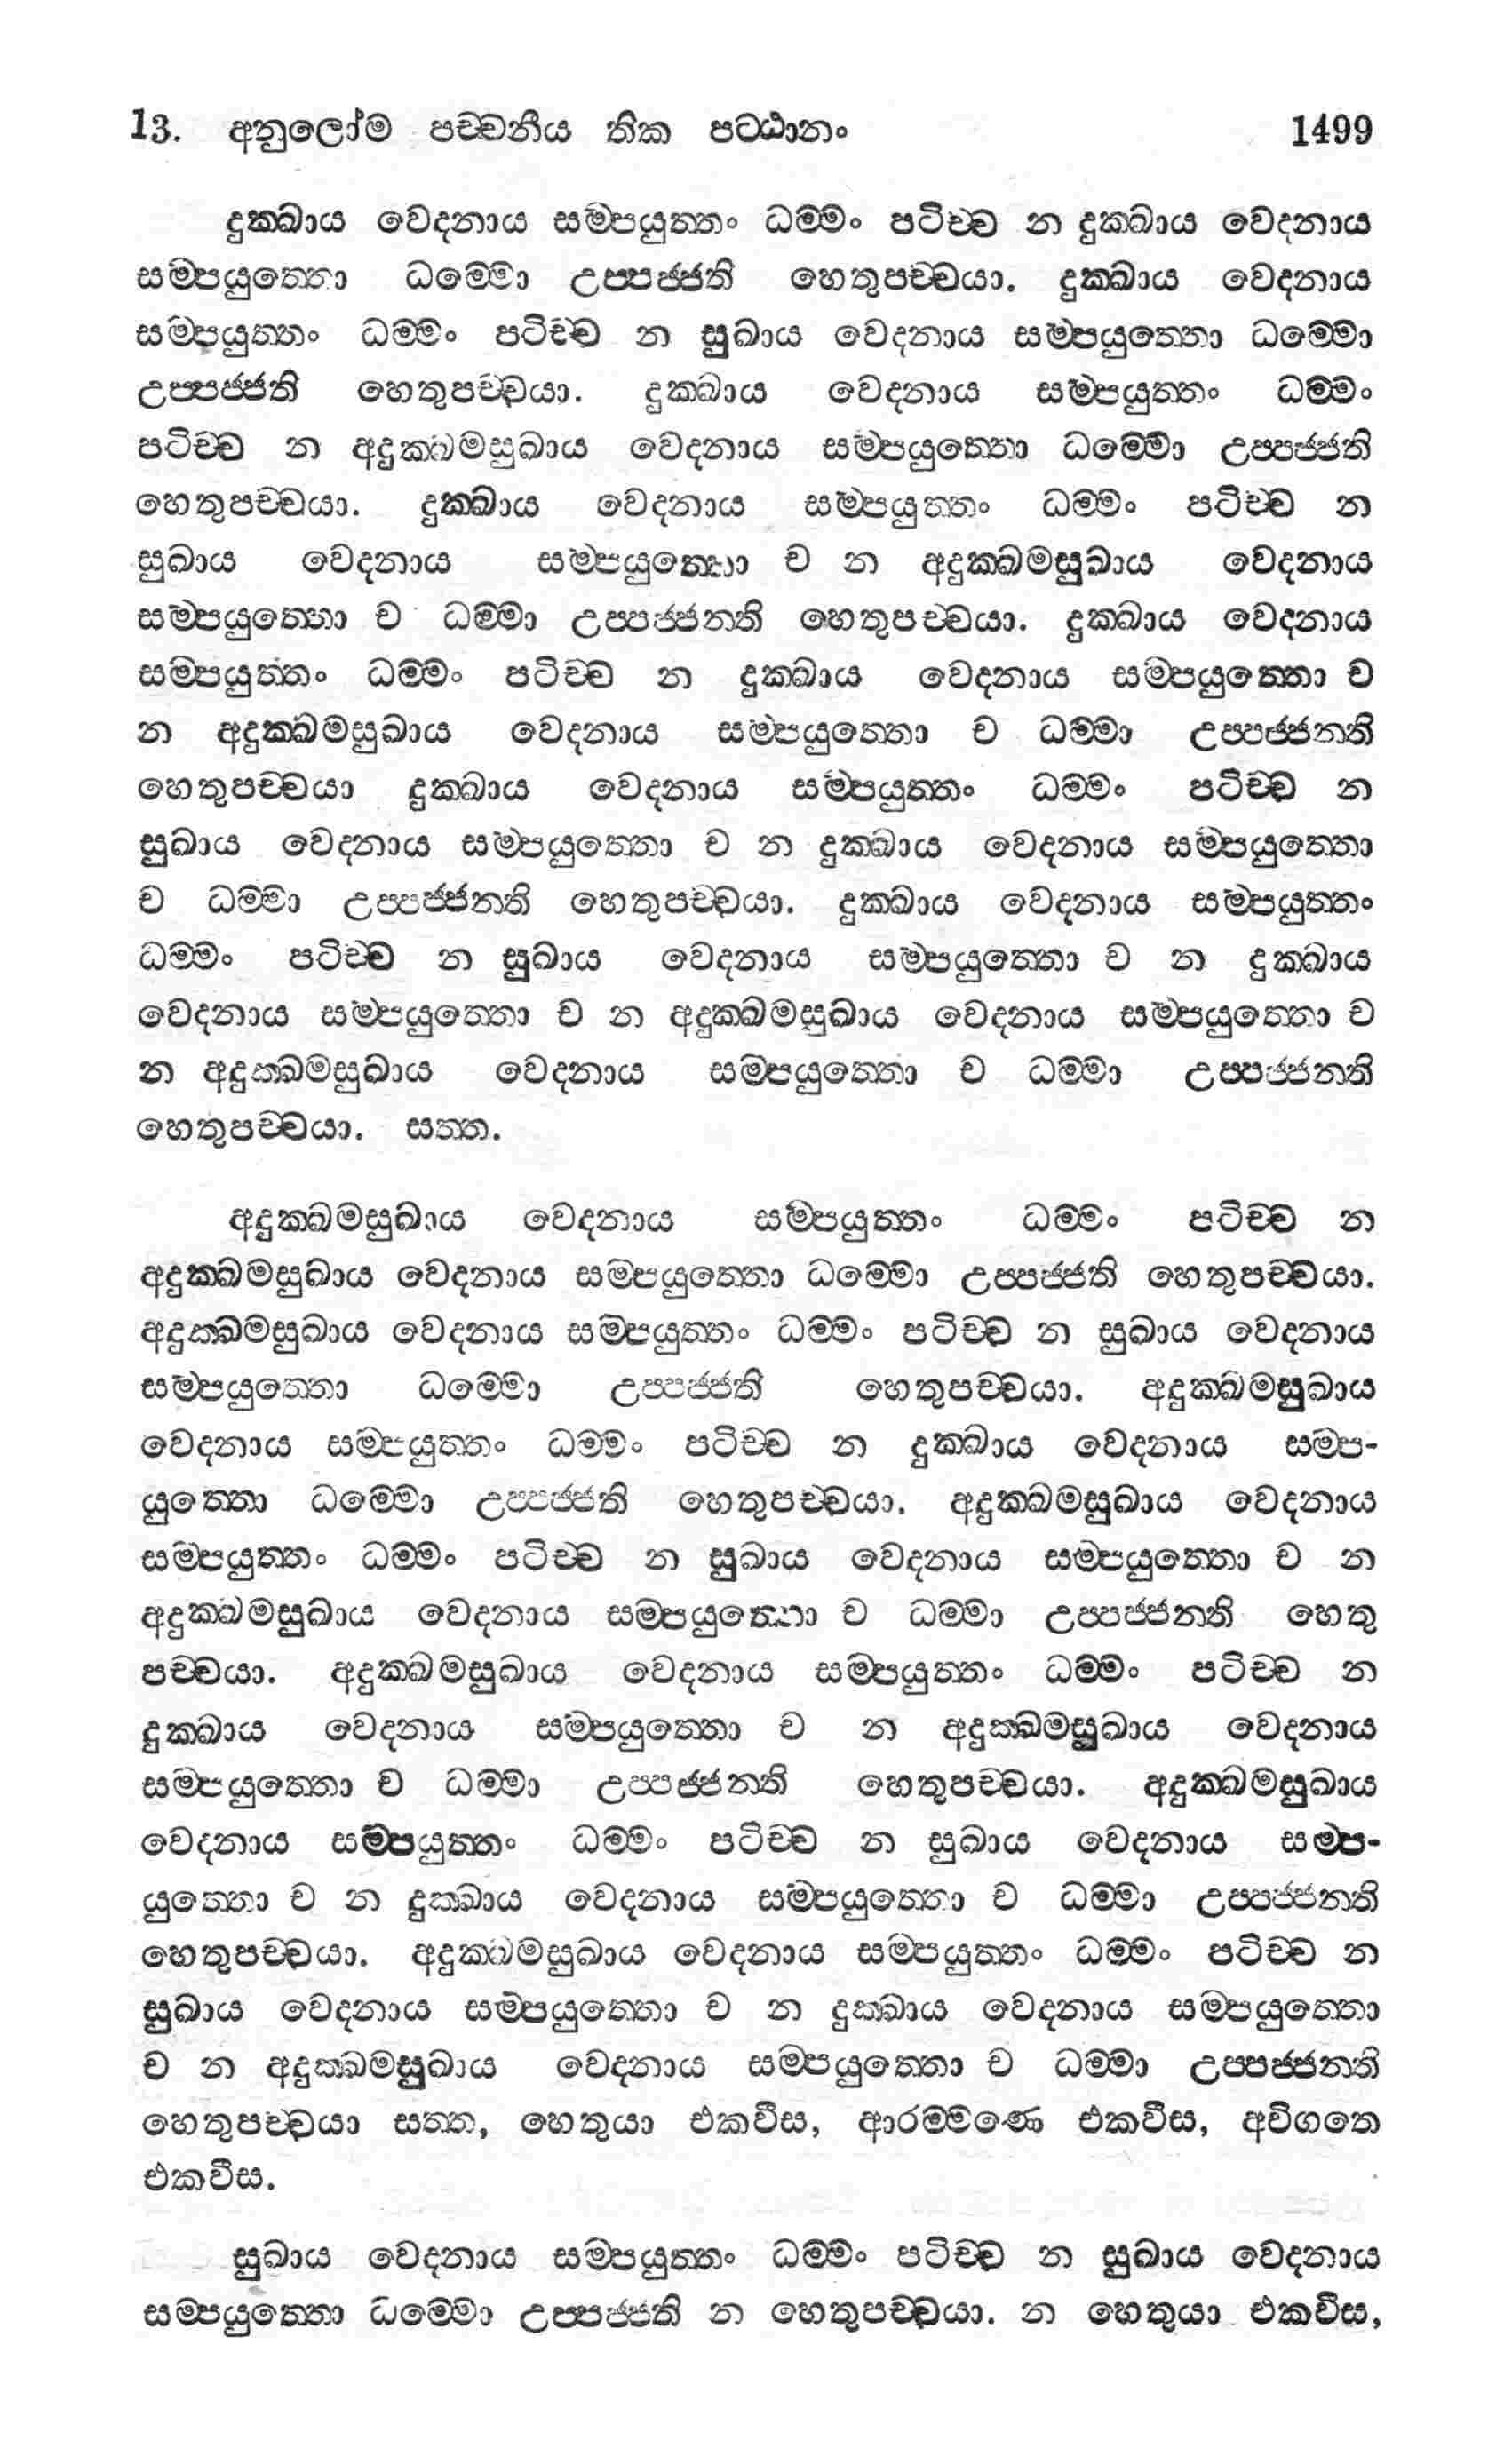 13. අනුලෝම පච්චනීය තික පට්ඨානං 1499
දුක්ඛාය වේදනාය සම්පයුත්තං ධම්මං පටිච්ච න දුක්ඛාය වේදනාය
සම්පයුත්තො ධම්මො උප්පජ්ජති හෙතුපච්චයා. දුක්ඛාය වේදනාය
සම්පයුත්තං ධම්මං පටිච්ච න සුඛාය වේදනාය සම්පයුත්තො ධම්මො
උප්පජ්ජති හෙතුපච්චයා. දුක්ඛාය වේදනාය සම්පයුත්තං ධම්මං
පටිච්ච න අදුක්ඛමසුඛාය වේදනාය සම්පයුත්තො ධම්මො උප්පජ්ජති
හෙතුපච්චයා. දුක්ඛාය වේදනාය සම්පයුත්තං ධම්මං පටිච්ච න
සුඛාය වේදනාය සම්පයුත්තො ච න අදුක්ඛමසුඛාය වේදනාය
සම්පයුත්තො ච ධම්මා උප්පජ්ජන්ති හෙතුපච්චයා. දුක්ඛාය වේදනාය
සම්පයුත්තං ධම්මං පටිච්ච න දුක්ඛාය වේදනාය සම්පයුත්තො ච
න අදුක්ඛමසුඛාය වේදනාය සම්පයුත්තො ච ධම්මා උප්පජ්ජන්ති
හෙතුපච්චයා දුක්ඛාය වේදනාය සම්පයුත්තං ධම්මං පටිච්ච න
සුඛාය වේදනාය සම්පයුත්තො ච න දුක්ඛාය වේදනාය සම්පයුත්තො
ච ධම්මා උප්පජ්ජන්ති හෙතුපච්චයා. දුක්ඛාය වේදනාය සම්පයුත්තං
ධම්මං පටිච්ච න සුඛාය වේදනාය සම්පයුත්තො ච න දුක්ඛාය
වේදනාය සම්පයුත්තො ච න අදුක්ඛමසුඛාය වේදනාය සම්පයුත්තො ච
න අදුක්ඛමසුඛාය වේදනාය සම්පයුත්තො ච ධම්මා උප්පජ්ජන්ති
හෙතුපච්චයා. සත්ත.
අදුක්ඛමසුඛාය වේදනාය සම්පයුත්තං ධම්මං පටිච්ච න
අදුක්ඛමසුඛාය වේදනාය සම්පයුත්තො ධම්මො උප්පජ්ජති හෙතුපච්චයා.
අදුක්ඛමසුඛාය වේදනාය සම්පයුත්තං ධම්මං පටිච්ච න සුඛාය වේදනාය
සම්පයුත්තො ධම්මො උප්පජ්ජති හෙතුපච්චයා. අදුක්ඛමසුඛාය
වේදනාය සම්පයුත්තං ධම්මං පටිච්ච න දුක්ඛාය වේදනාය සම්ප-
යුත්තො ධම්මො උප්පජ්ජති හෙතුපච්චයා. අදුක්ඛමසුඛාය වේදනාය
සම්පයුත්තං ධම්මං පටිච්ච න සුඛාය වේදනාය සම්පයුත්තො ච න
අදුක්ඛමසුඛාය වේදනාය සම්පයුත්තො ච ධම්මා උප්පජ්ජන්ති හෙතු
පච්චයා. අදුක්ඛමසුඛාය වේදනාය සම්පයුත්තං ධම්මං පටිච්ච න
දුක්ඛාය වේදනාය සම්පයුත්තො ච න අදුක්ඛමසුඛාය වේදනාය
සම්පයුත්තො ච ධම්මා උප්පජ්ජන්ති හෙතුපච්චයා. අදුක්ඛමසුඛාය
වේදනාය සම්පයුත්තං ධම්මං පටිච්ච න සුඛාය වේදනාය සම්ප-
යුත්තො ච න දුක්ඛාය වේදනාය සම්පයුත්තො ච ධම්මා උප්පජ්ජන්ති
හෙතුපච්චයා. අදුක්ඛමසුඛාය වේදනාය සම්පයුත්තං ධම්මං පටිච්ච න
සුඛාය වේදනාය සම්පයුත්තො ච න දුක්ඛාය වේදනාය සම්පයුත්තො
ච න අදුක්ඛමසුඛාය වේදනාය සම්පයුත්තො ච ධම්මා උප්පජ්ජන්ති
හෙතුපච්චයා සත්ත, හෙතුයා එකවීස, ආරම්මණෙ එකවීස, අවිගතෙ
එකවීස.
සුඛාය වේදනාය සම්පයුත්තං ධම්මං පටිච්ච න සුඛාය වේදනාය
සම්පයුත්තො ධම්මො උප්පජ්ජති න හෙතුපච්චයා. න හෙතුයා එකවීස,